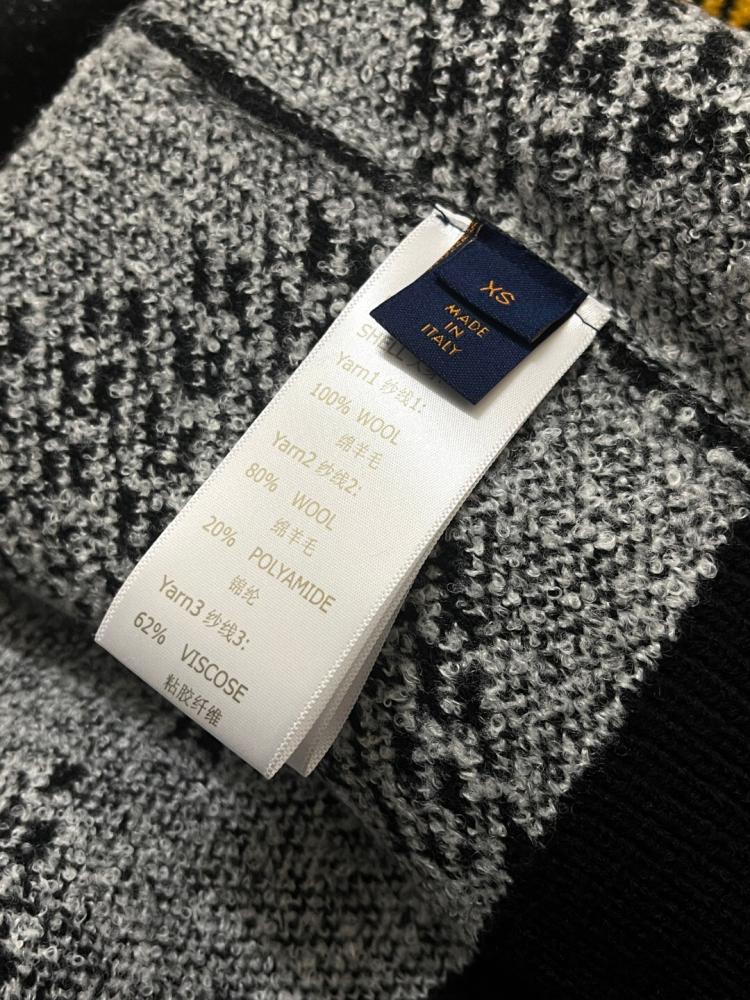 XS
MADE
IN
ITALY
SHELL
Yarn1 纱线1:
100% WOOL
绵羊毛
Yarn2 纱线2:
80% WOOL
绵羊毛
20% POLYAMIDE
锦纶
Yarn3 纱线3:
62% VISCOSE
粘胶纤维